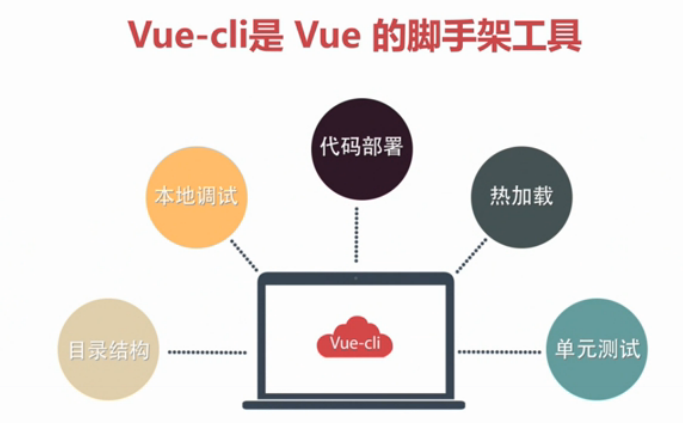 Vue-cli是 Vue 的脚手架工具
代码部署
本地调试
热加载
目录结构
Vue-cli
单元测试